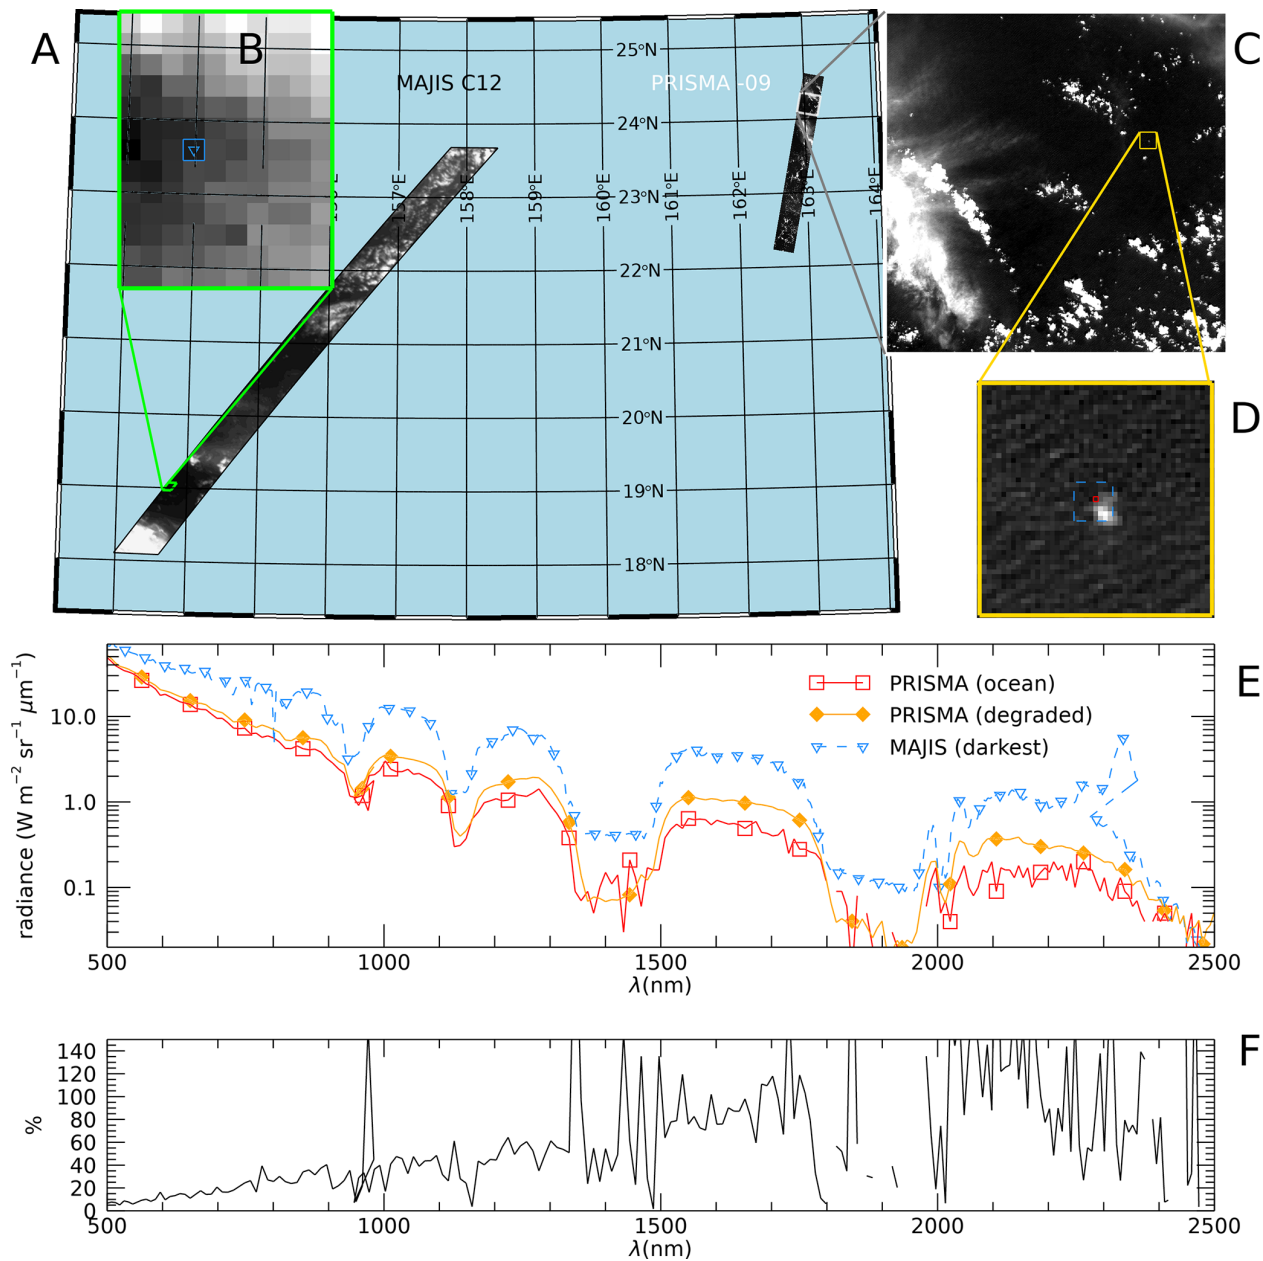 A
B
C
MAJIS C12
PRISMA -09
25°N
24°N
23°N
22°N
21°N
20°N
19°N
18°N
157°E
158°E
159°E
160°E
161°E
162°E
163°E
164°E
D
E
PRISMA (ocean)
PRISMA (degraded)
MAJIS (darkest)
radiance (W m⁻² sr⁻¹ μm⁻¹)
10.0
1.0
0.1
500 1000 1500 2000 2500
λ(nm)
F
%
140
120
100
80
60
40
20
0
500 1000 1500 2000 2500
λ(nm)